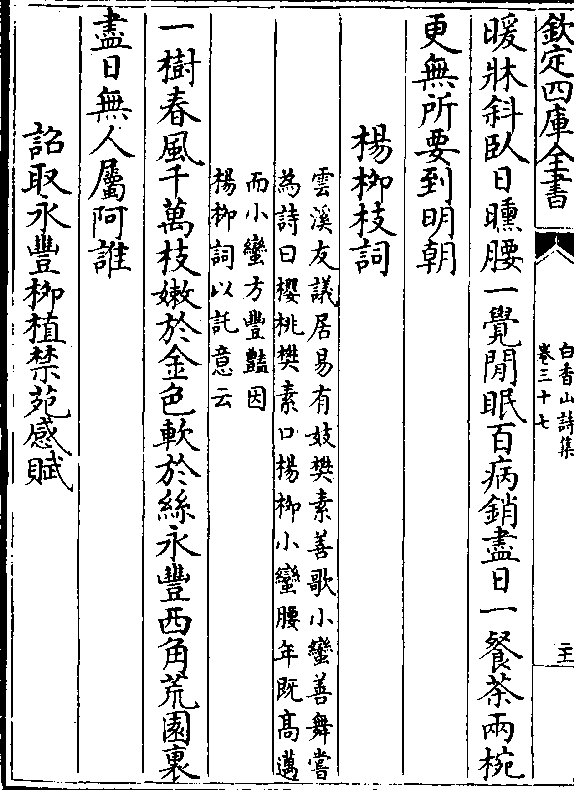 欽定四庫全書
白香山詩集
卷三十七
二十一
暖牀斜臥日曛腰一覺閒眠百病銷盡日一餐茶兩椀
更無所要到明朝
楊柳枝詞
雲溪友議居易有妓樊素善歌小蠻善舞嘗
為詩曰櫻桃樊素口楊柳小蠻腰年既高邁
而小蠻方豐豔因
楊柳詞以託意云
一樹春風千萬枝嫩於金色軟於絲永豐西角荒園裏
盡日無人屬阿誰
詔取永豐柳植禁苑感賦